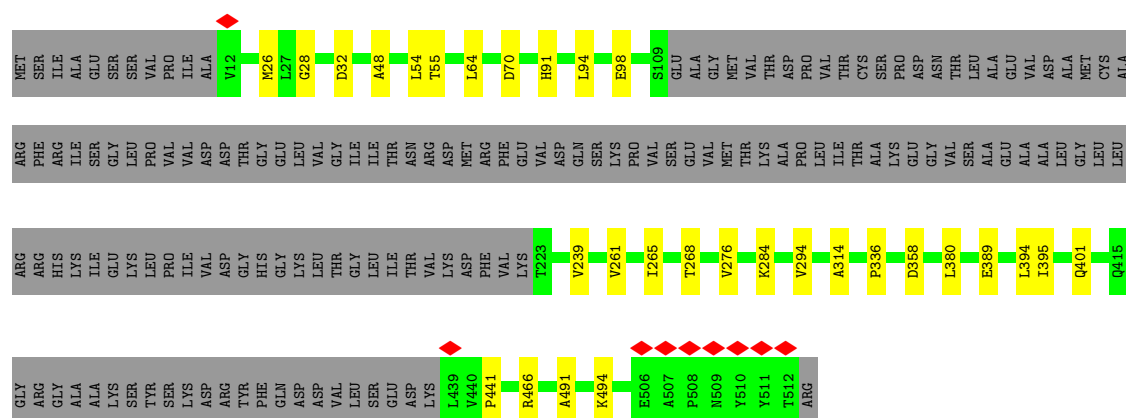 MET SER ILE ALA GLU SER SER VAL PRO ILE ALA V12 M26 L27 G28 D32 A48 L54 T55 L64 D70 H91 L94 E98 S109 GLU ALA GLY MET VAL THR ASP PRO VAL THR CYS SER PRO ASP ASN THR LEU ALA GLU VAL ASP ALA MET CYS ALA
ARG PHE ARG ILE SER GLY LEU PRO VAL VAL ASP ASP THR GLY GLU LEU VAL GLY ILE ILE THR ASN ARG ASP MET ARG PHE GLU VAL ASP GLN SER LYS PRO VAL SER GLU VAL MET THR LYS ALA PRO LEU ILE THR ALA LYS GLU GLY VAL SER ALA GLU ALA ALA LEU GLY LEU LEU
ARG ARG HIS LYS ILE GLU LYS LEU PRO ILE VAL ASP GLY HIS GLY LYS LEU THR GLY LEU ILE THR VAL LYS ASP PHE VAL LYS T223 V239 V261 I265 T268 V276 K284 V294 A314 P336 D358 L380 E389 L394 I395 Q401 Q415
GLY ARG GLY ALA ALA LYS SER TYR SER LYS ASP ARG TYR PHE GLN ASP ASP VAL LEU SER GLU ASP LYS L439 V440 P441 R466 A491 K494 E506 A507 P508 N509 Y510 Y511 T512 ARG